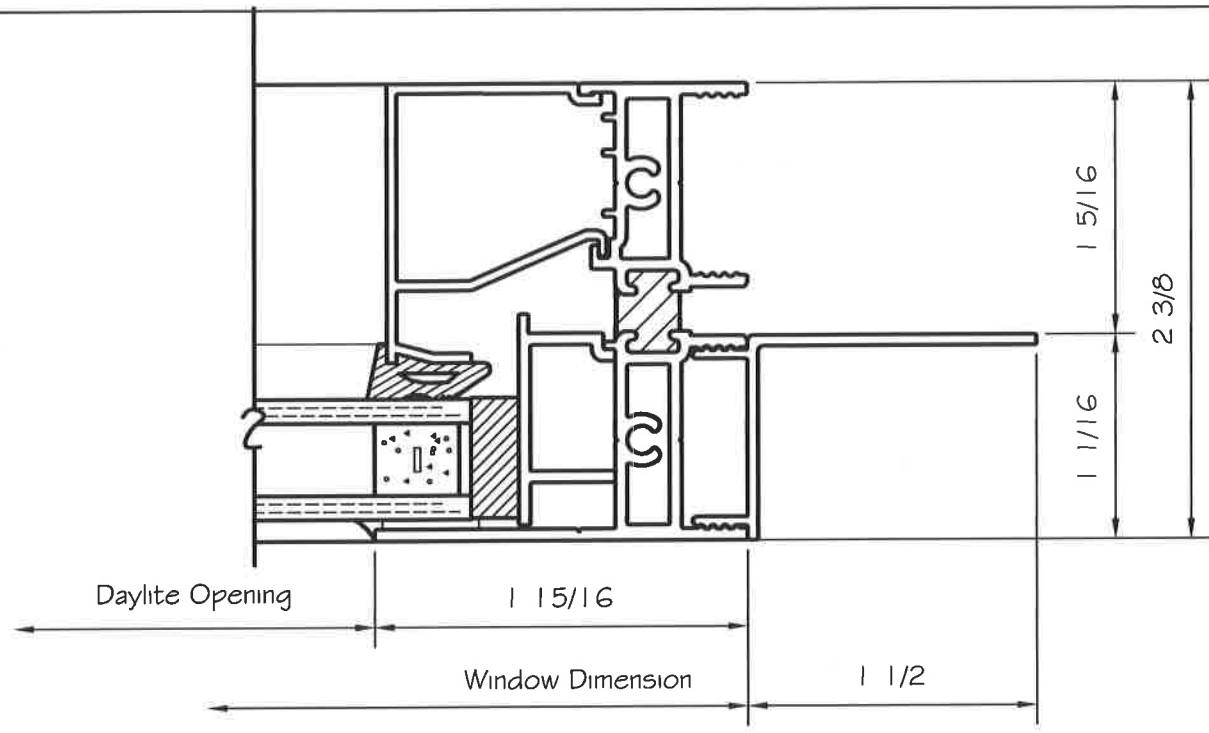 1 5/16
2 3/8
1 1/16
Daylite Opening
1 15/16
Window Dimension
1 1/2